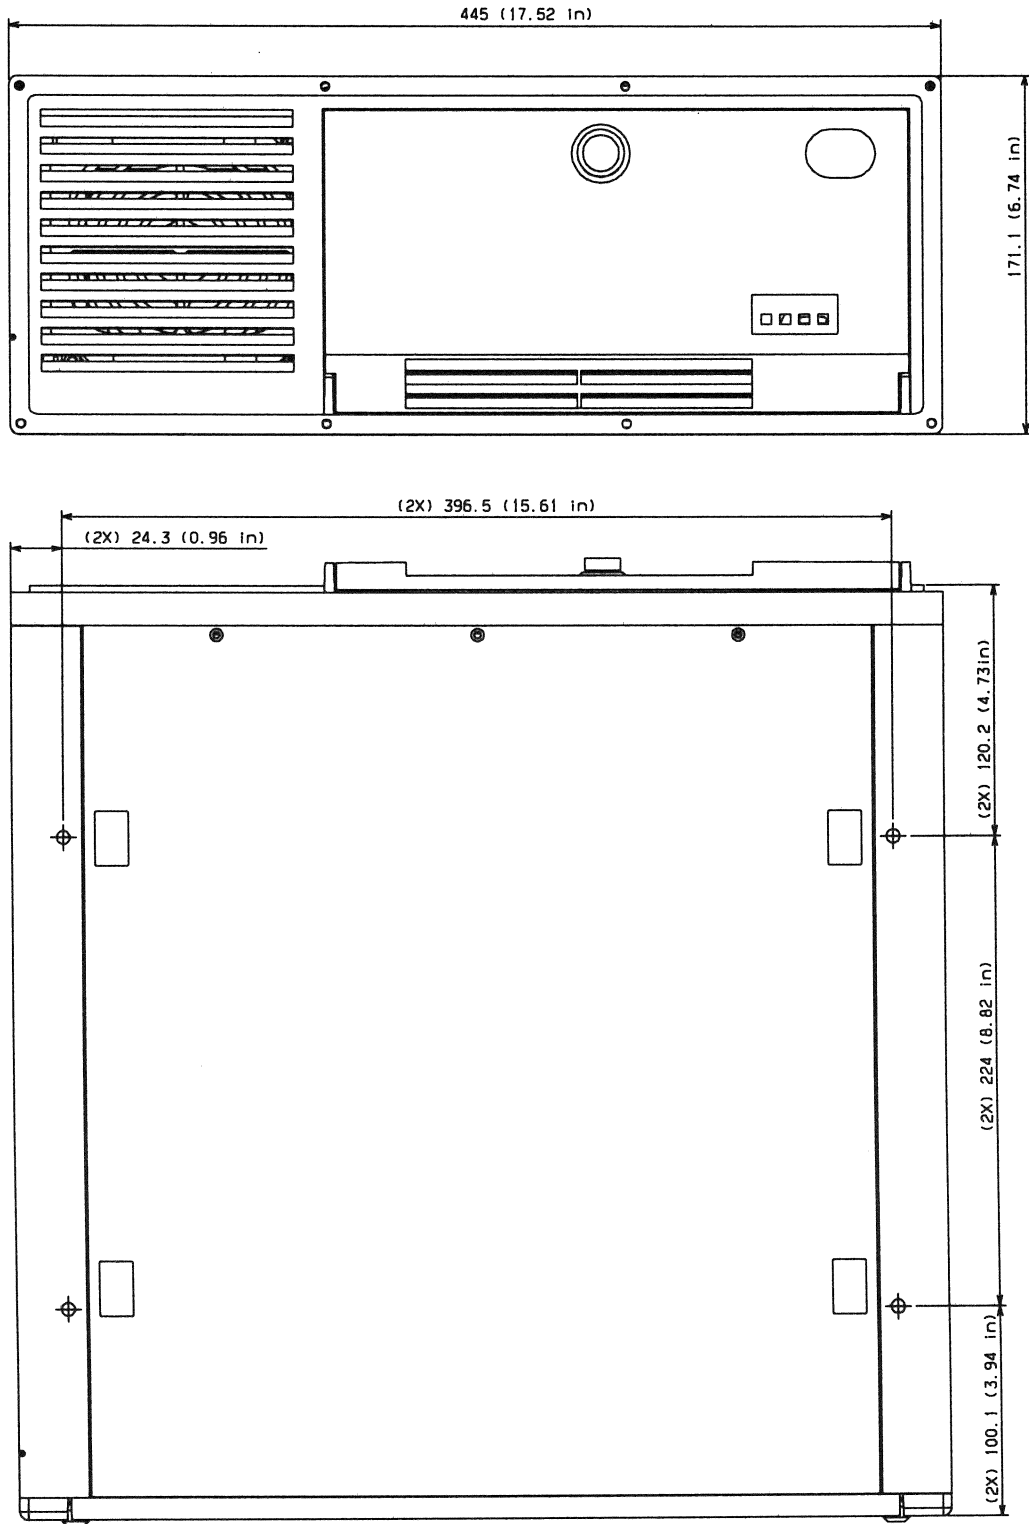 445 (17.52 in)
171.1 (6.74 in)
(2X) 396.5 (15.61 in)
(2X) 24.3 (0.96 in)
(2X) 120.2 (4.73in)
(2X) 224 (8.82 in)
(2X) 100.1 (3.94 in)